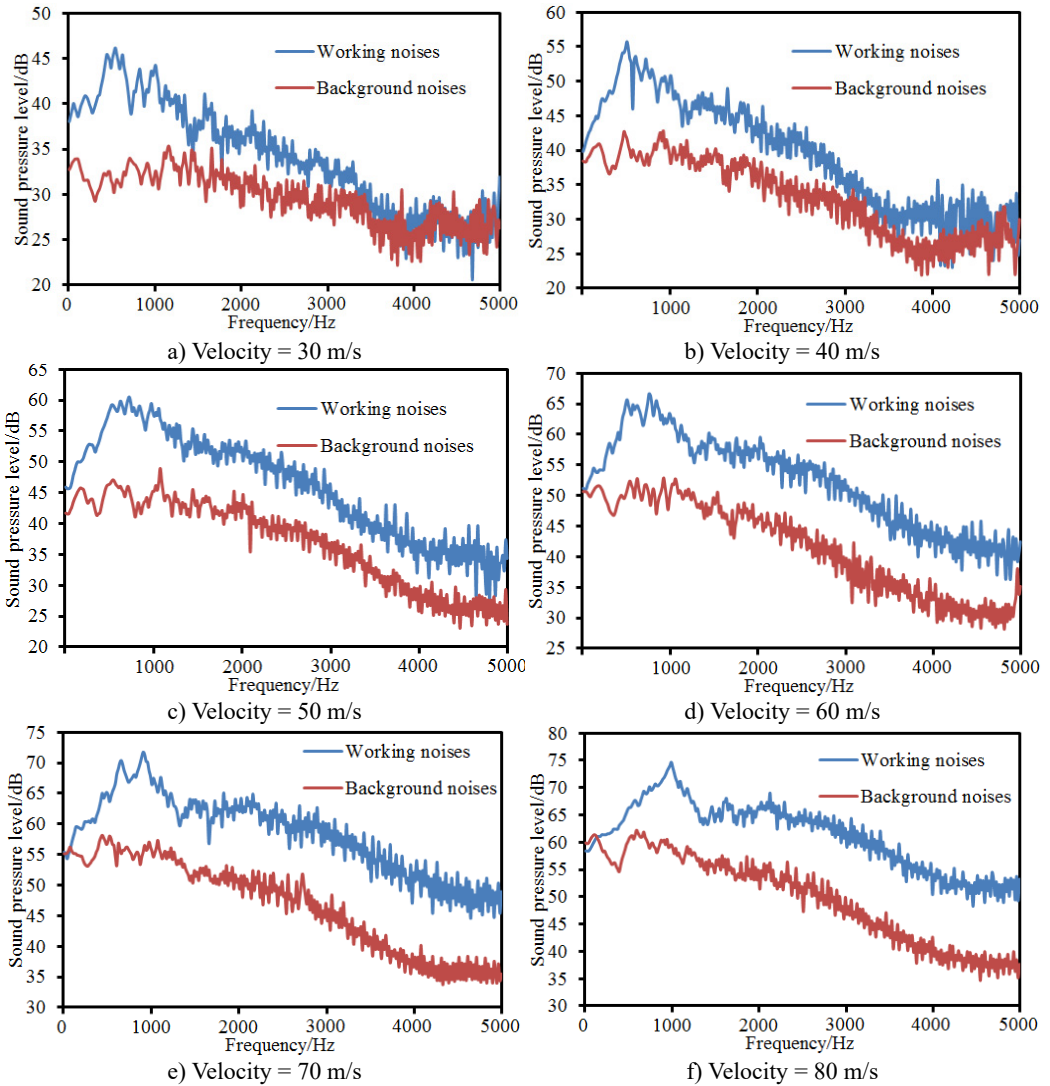 50
45
40
35
30
25
20
Sound pressure level/dB
Working noises
Background noises
0 1000 2000 3000 4000 5000
Frequency/Hz
a) Velocity = 30 m/s
60
55
50
45
40
35
30
25
20
Sound pressure level/dB
Working noises
Background noises
1000 2000 3000 4000 5000
Frequency/Hz
b) Velocity = 40 m/s
65
60
55
50
45
40
35
30
25
20
Sound pressure level/dB
Working noises
Background noises
1000 2000 3000 4000 5000
Frequency/Hz
c) Velocity = 50 m/s
70
65
60
55
50
45
40
35
30
25
Sound pressure level/dB
Working noises
Background noises
1000 2000 3000 4000 5000
Frequency/Hz
d) Velocity = 60 m/s
75
70
65
60
55
50
45
40
35
30
Sound pressure level/dB
Working noises
Background noises
0 1000 2000 3000 4000 5000
Frequency/Hz
e) Velocity = 70 m/s
80
75
70
65
60
55
50
45
40
35
30
Sound pressure level/dB
Working noises
Background noises
0 1000 2000 3000 4000 5000
Frequency/Hz
f) Velocity = 80 m/s